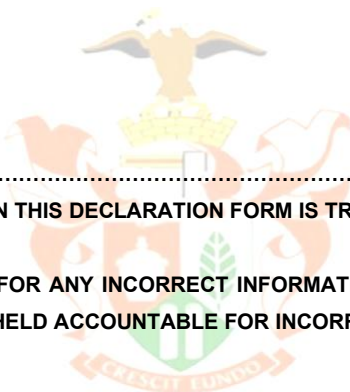 ........................................................................
N THIS DECLARATION FORM IS TR
FOR ANY INCORRECT INFORMAT
HELD ACCOUNTABLE FOR INCORR
CRESCIT EUNDO